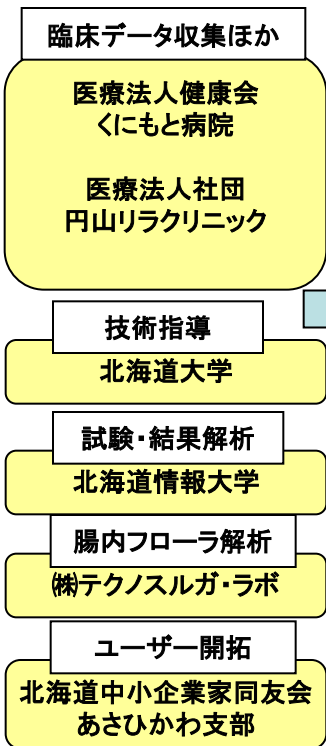 臨床データ収集ほか
医療法人健康会
くにもと病院
医療法人社団
円山リラクリニック
技術指導
北海道大学
試験・結果解析
北海道情報大学
腸内フローラ解析
㈱テクノスルガ・ラボ
ユーザー開拓
北海道中小企業家同友会
あさひかわ支部